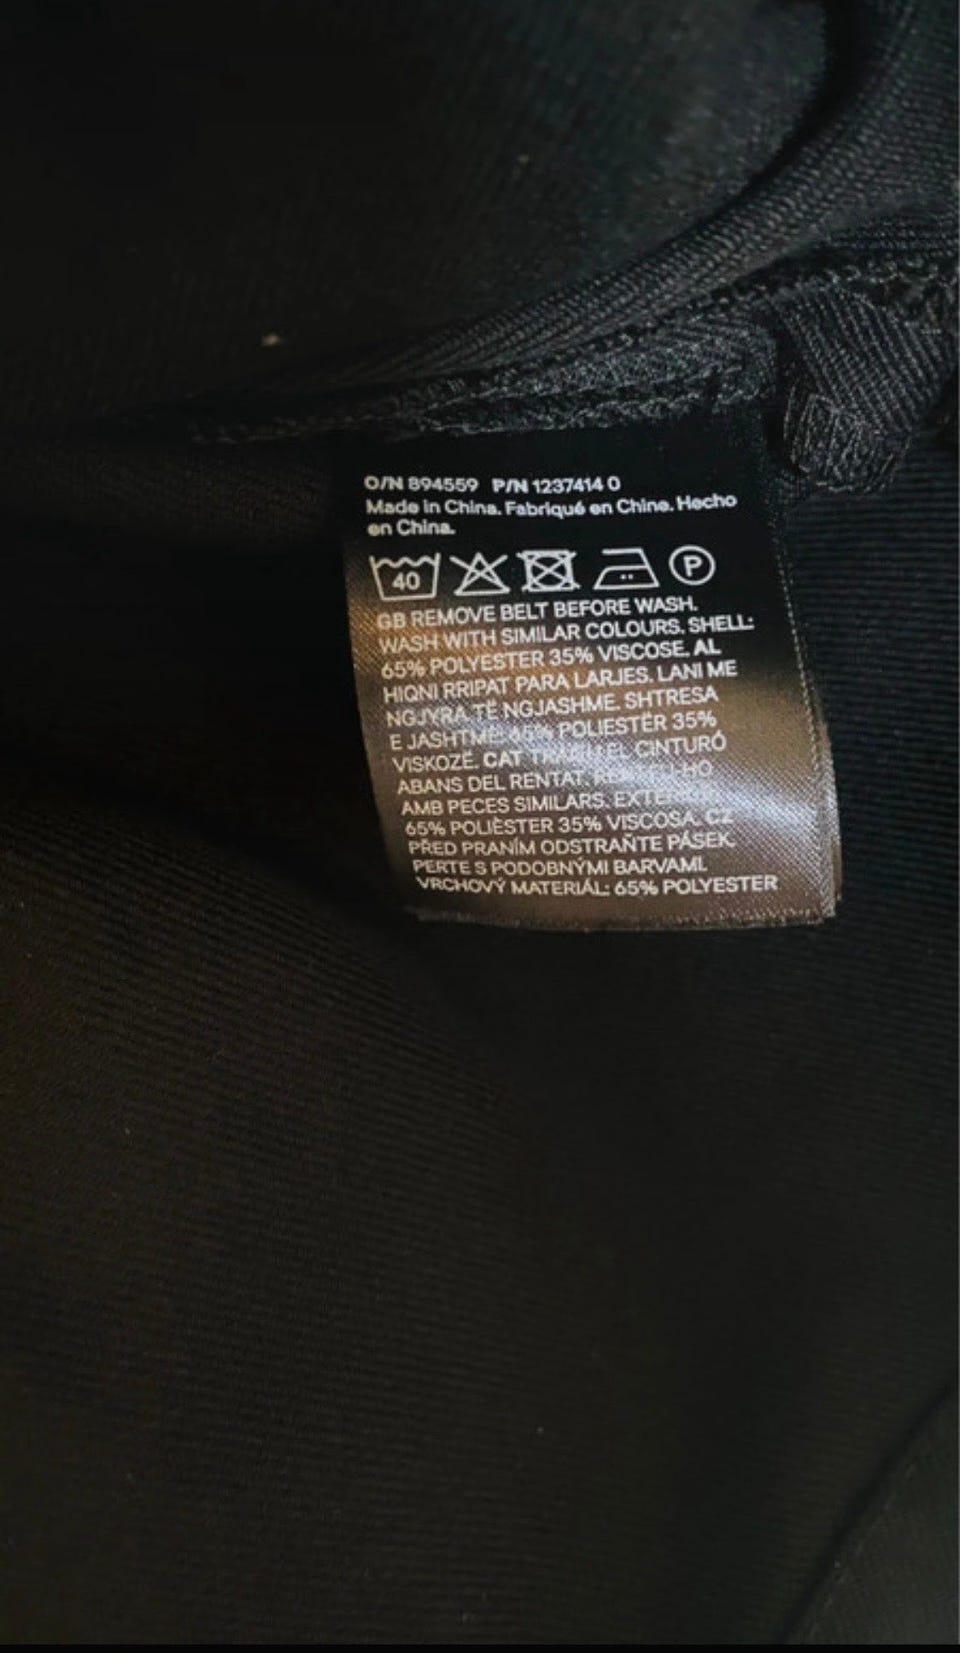 O/N 894559 P/N 1237414 0
Made in China. Fabriqué en Chine. Hecho
en China.
40 P
GB REMOVE BELT BEFORE WASH.
WASH WITH SIMILAR COLOURS. SHELL:
65% POLYESTER 35% VISCOSE. AL
HIQNI RRIPAT PARA LARJES. LANI ME
NGJYRA TË NGJASHME. SHTRESA
E JASHTME: 65% POLIESTËR 35%
VISKOZË. CAT EL CINTURÓ
ABANS DEL RENTAT.
AMB PECES SIMILARS.
65% POLIÈSTER 35% VISCOSA. CZ
PŘED PRANÍM ODSTRAŇTE PÁSEK.
PERTE S PODOBNÝMI BARVAMI.
VRCHOVÝ MATERIÁL: 65% POLYESTER